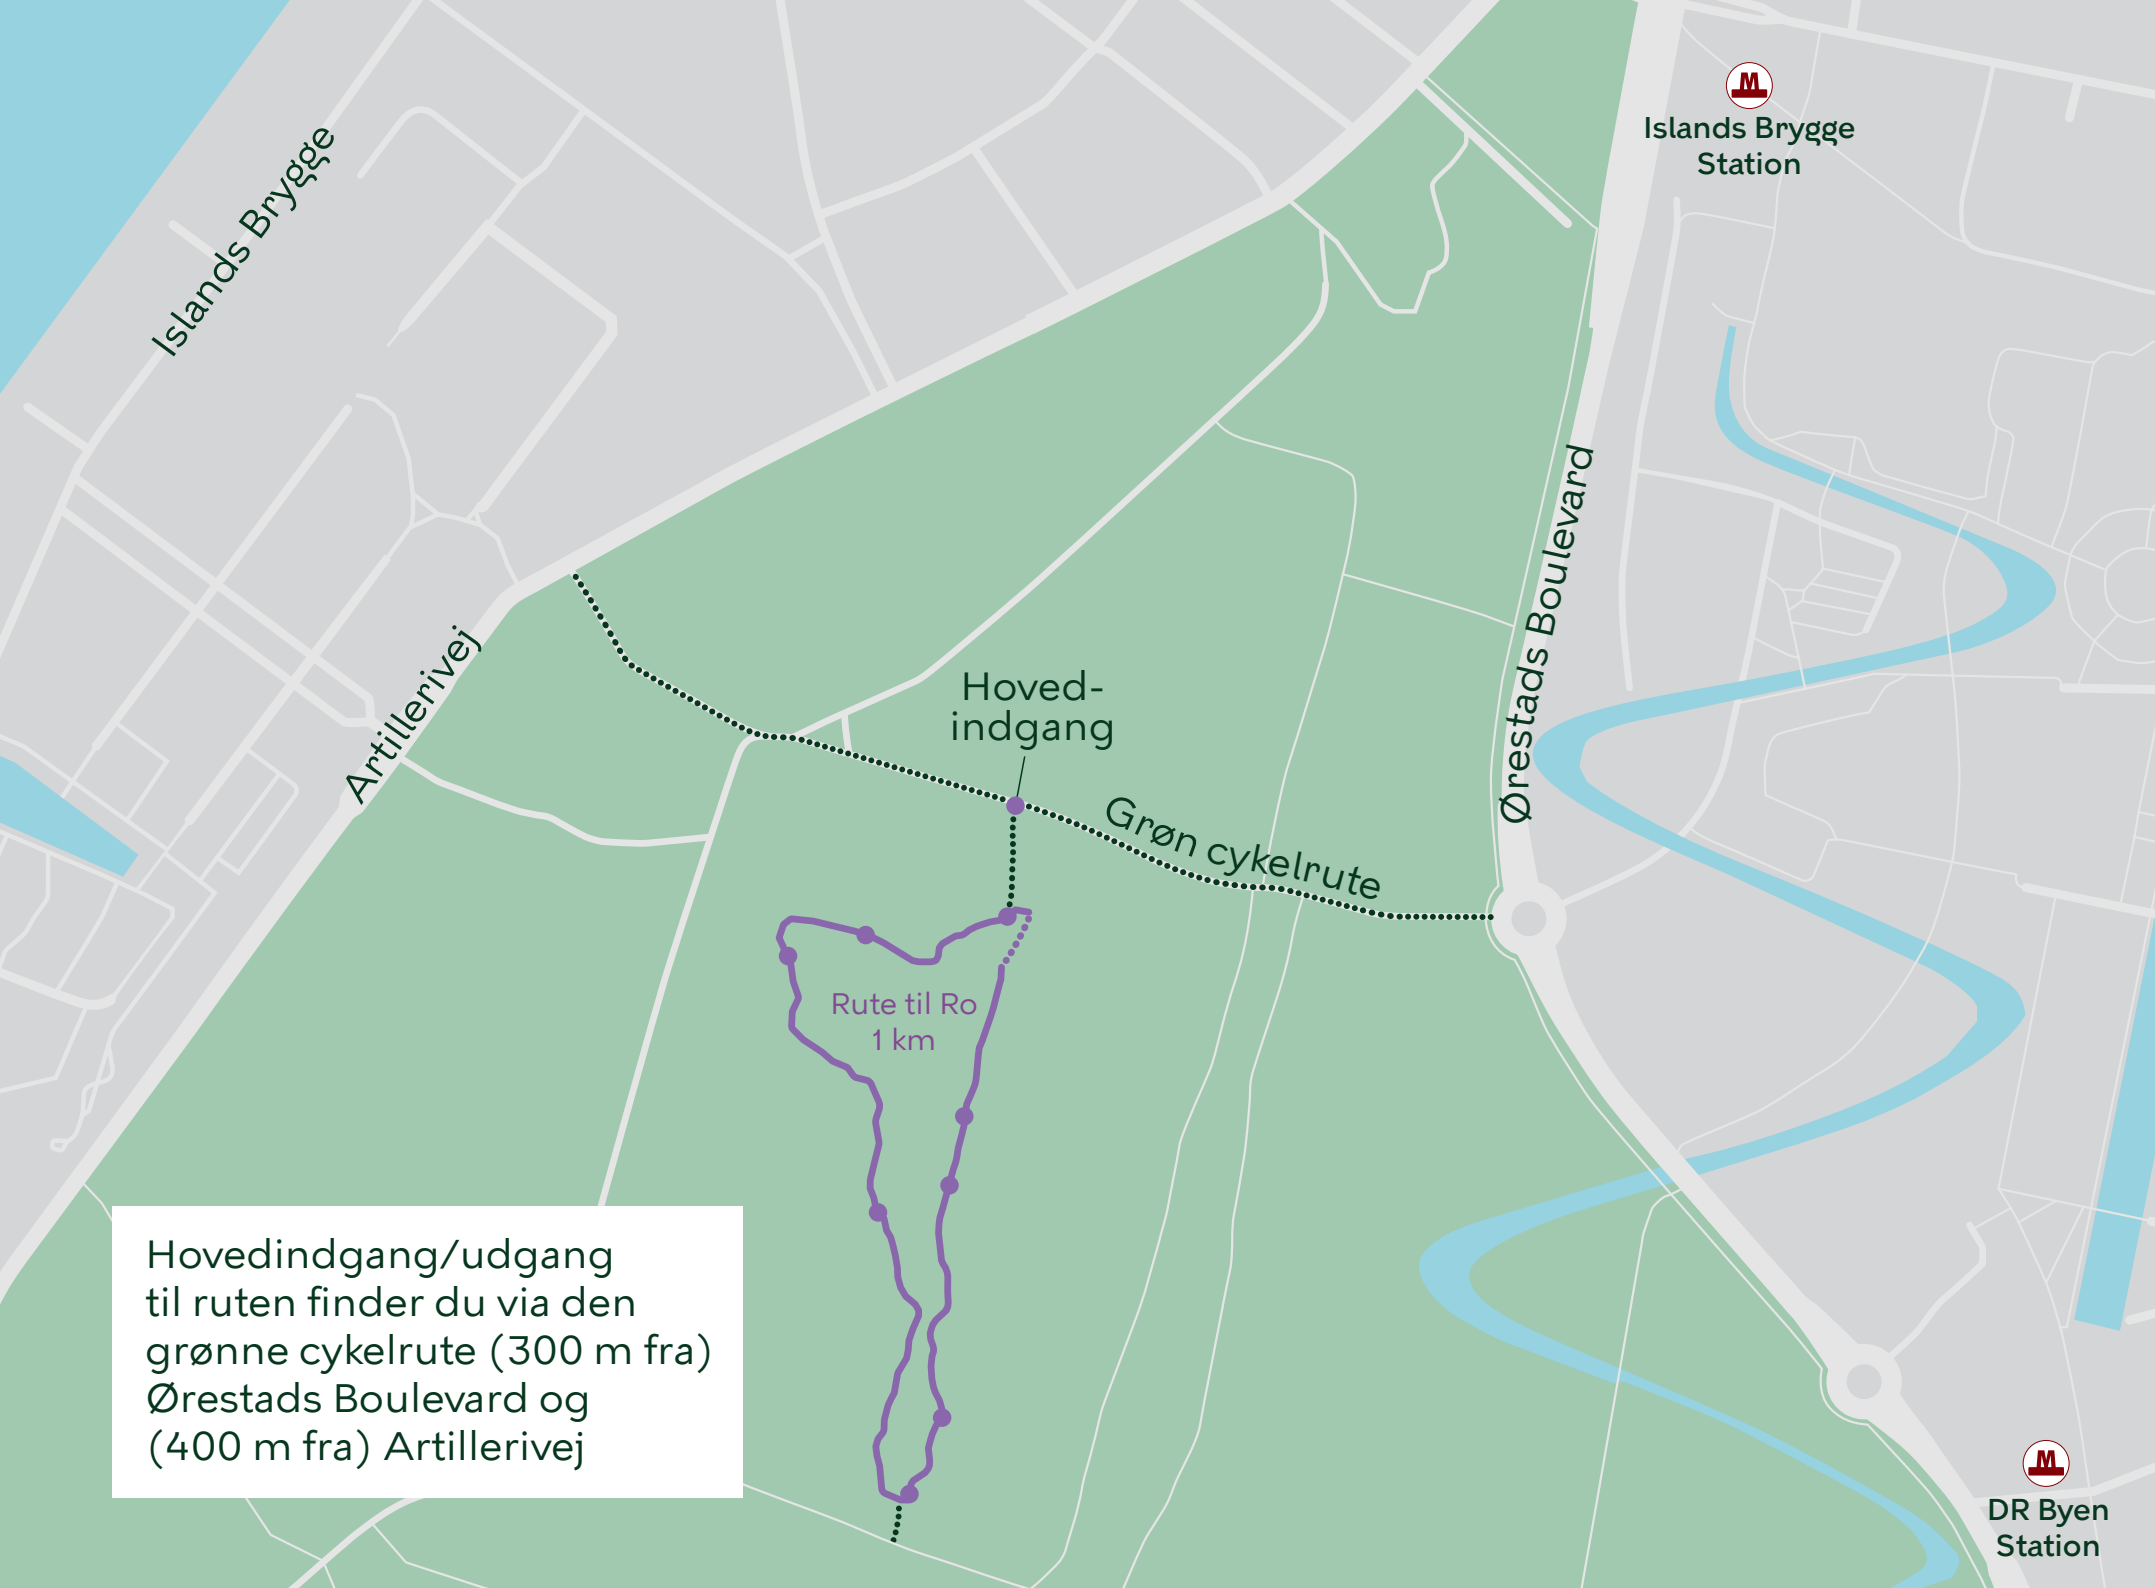 Islands Brygge
M
Islands Brygge
Station
Artillerivej
Ørestads Boulevard
Hoved-
indgang
Grøn cykelrute
Rute til Ro
1 km
Hovedindgang/udgang
til ruten finder du via den
grønne cykelrute (300 m fra)
Ørestads Boulevard og
(400 m fra) Artillerivej
M
DR Byen
Station